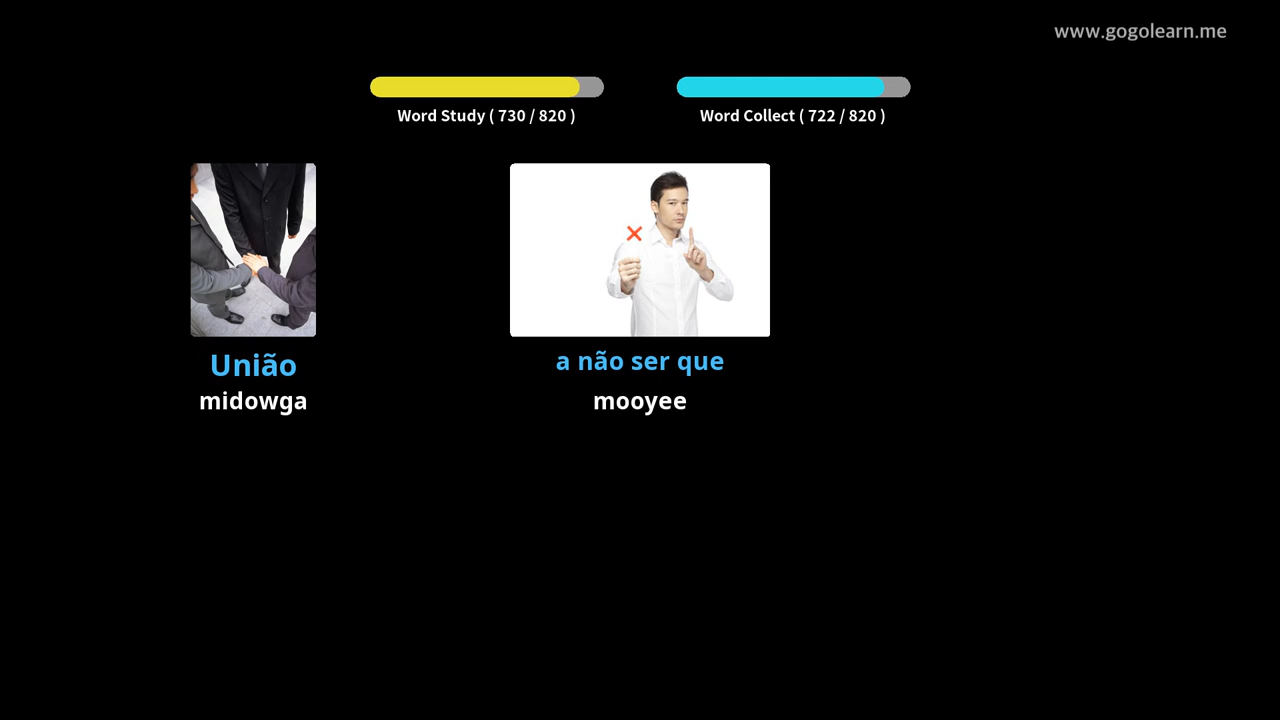 www.gogolearn.me
Word Study ( 730 / 820 )
Word Collect ( 722 / 820 )
União
midowga
a não ser que
mooyee